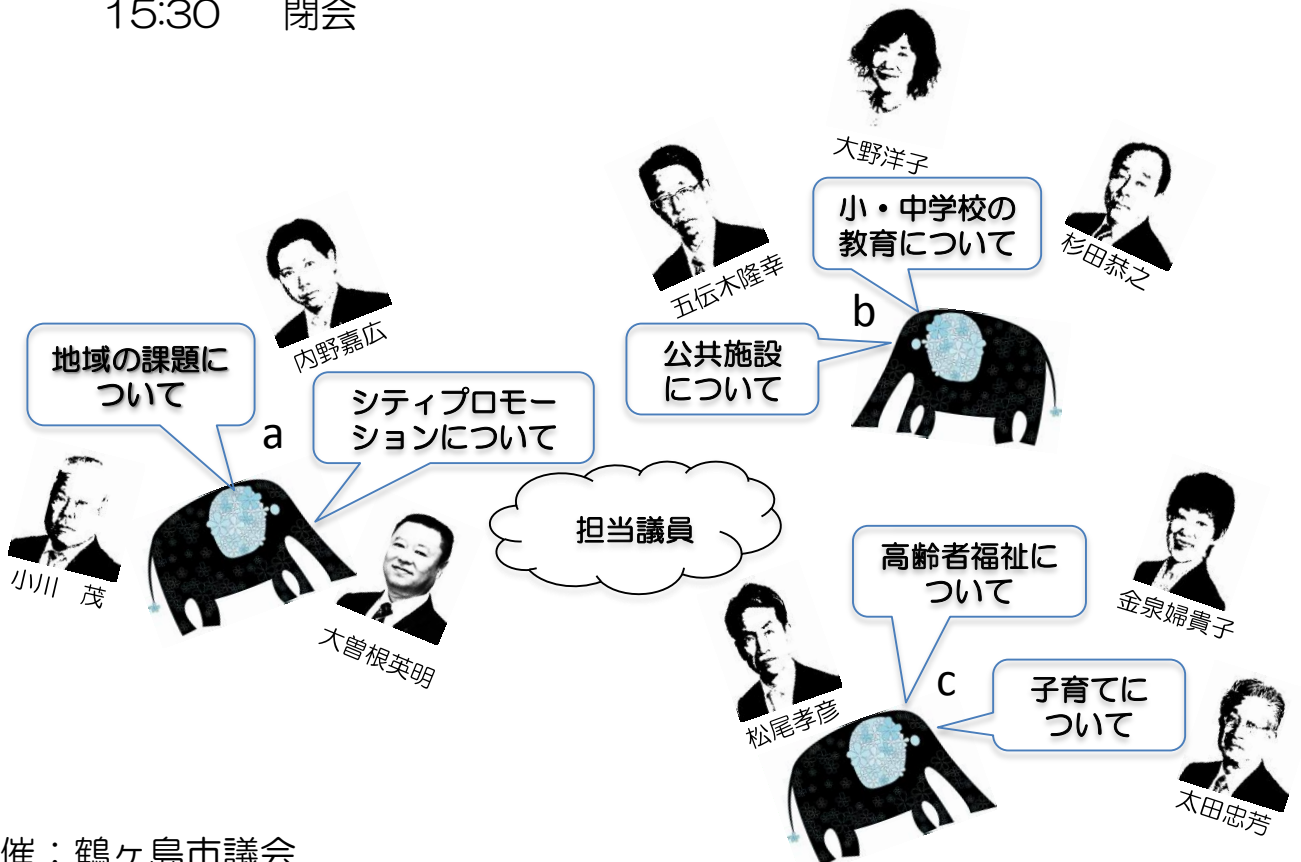 15:30 閉会
大野洋子
小・中学校の
教育について
杉田恭之
五伝木隆幸
b
公共施設
について
内野嘉広
地域の課題に
ついて
a
シティプロモー
ションについて
小川 茂
大曽根英明
担当議員
高齢者福祉に
ついて
金泉婦貴子
松尾孝彦
c
子育てに
ついて
太田忠芳
催：鶴ヶ島市議会